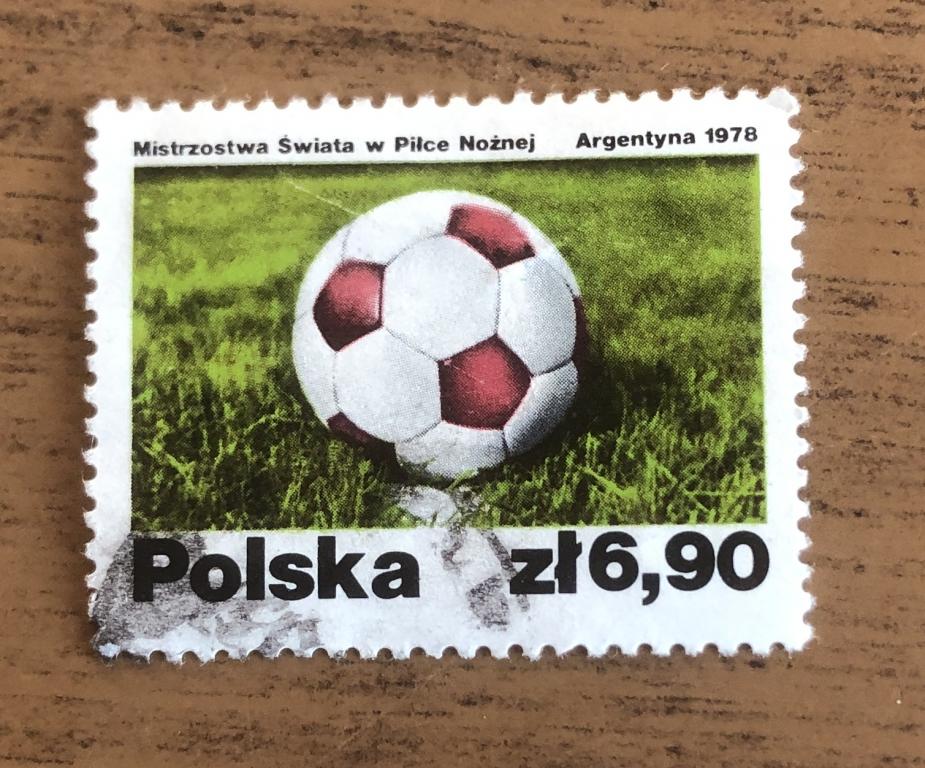 Mistrzostwa Świata w Piłce Nożnej Argentyna 1978
Polska zł6,90